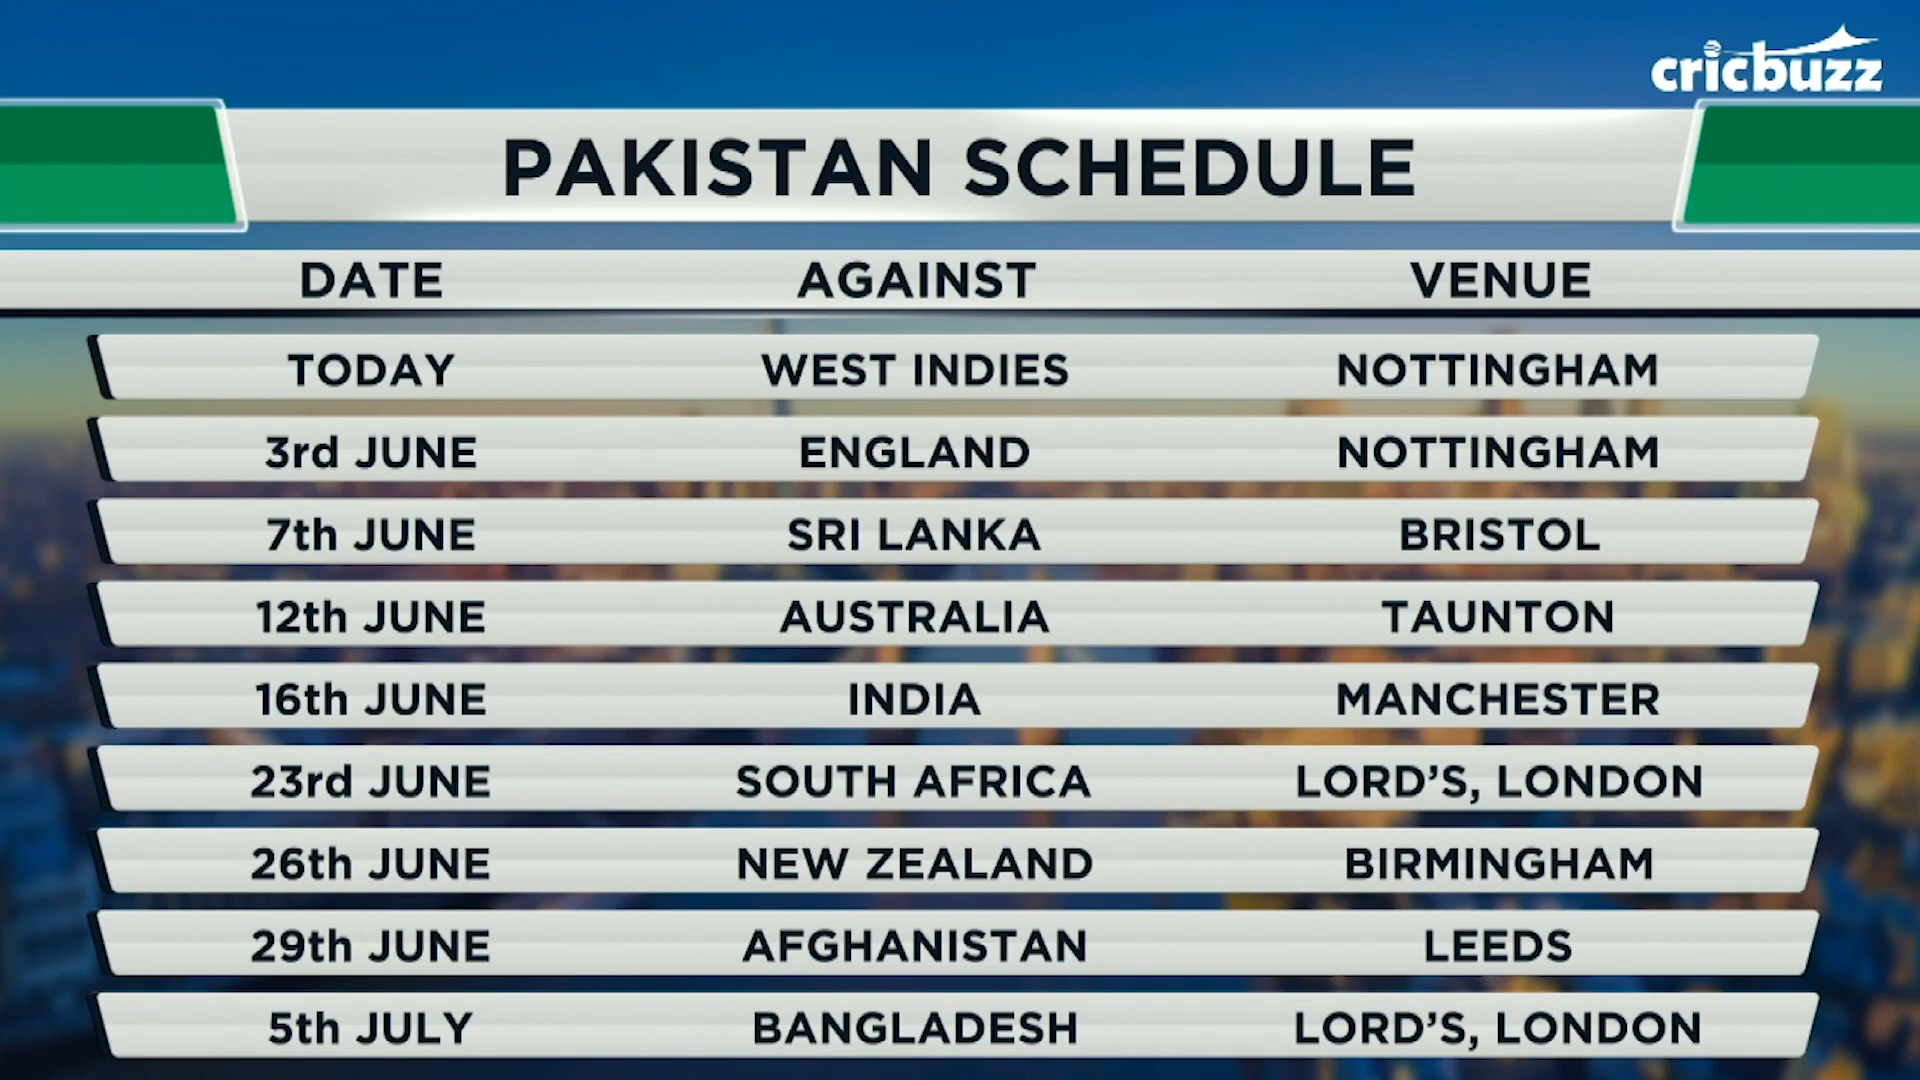 cricbuzz
PAKISTAN SCHEDULE
DATE AGAINST VENUE
TODAY WEST INDIES NOTTINGHAM
3rd JUNE ENGLAND NOTTINGHAM
7th JUNE SRI LANKA BRISTOL
12th JUNE AUSTRALIA TAUNTON
16th JUNE INDIA MANCHESTER
23rd JUNE SOUTH AFRICA LORD'S, LONDON
26th JUNE NEW ZEALAND BIRMINGHAM
29th JUNE AFGHANISTAN LEEDS
5th JULY BANGLADESH LORD'S, LONDON